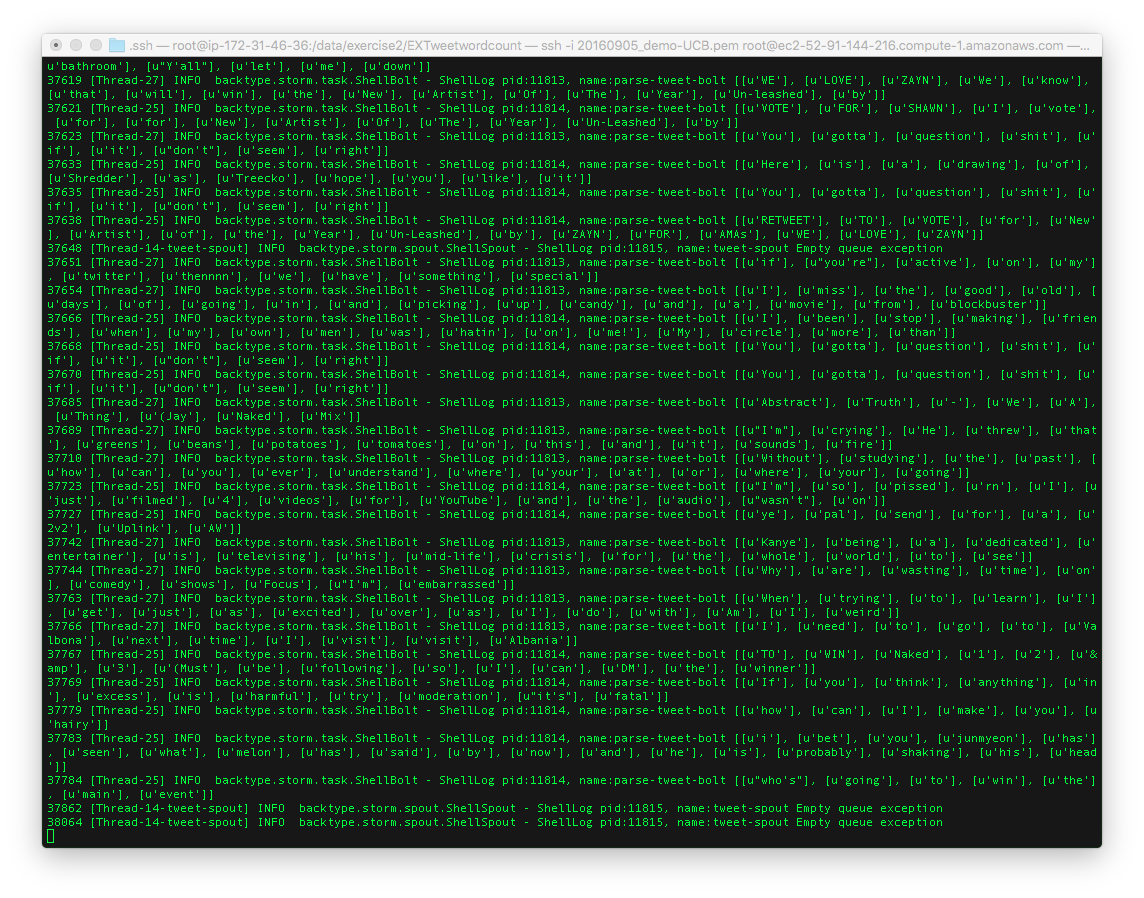 .ssh — root@ip-172-31-46-36:/data/exercise2/EXTweetwordcount — ssh -i 20160905_demo-UCB.pem root@ec2-52-91-144-216.compute-1.amazonaws.com —...
u'bathroom'], [u"Y'all"], [u'let'], [u'me'], [u'down']]
37619 [Thread-27] INFO  backtype.storm.task.ShellBolt - ShellLog pid:11813, name:parse-tweet-bolt [[u'WE'], [u'LOVE'], [u'ZAYN'], [u'We'], [u'know'],
[u'that'], [u'will'], [u'win'], [u'the'], [u'New'], [u'Artist'], [u'Of'], [u'The'], [u'Year'], [u'Un-leashed'], [u'by']]
37621 [Thread-25] INFO  backtype.storm.task.ShellBolt - ShellLog pid:11814, name:parse-tweet-bolt [[u'VOTE'], [u'FOR'], [u'SHAWN'], [u'I'], [u'vote'],
 [u'for'], [u'for'], [u'New'], [u'Artist'], [u'Of'], [u'The'], [u'Year'], [u'Un-Leashed'], [u'by']]
37623 [Thread-27] INFO  backtype.storm.task.ShellBolt - ShellLog pid:11813, name:parse-tweet-bolt [[u'You'], [u'gotta'], [u'question'], [u'shit'], [u'
if'], [u'it'], [u"don't"], [u'seem'], [u'right']]
37633 [Thread-25] INFO  backtype.storm.task.ShellBolt - ShellLog pid:11814, name:parse-tweet-bolt [[u'Here'], [u'is'], [u'a'], [u'drawing'], [u'of'],
[u'Shredder'], [u'as'], [u'Treecko'], [u'hope'], [u'you'], [u'like'], [u'it']]
37635 [Thread-25] INFO  backtype.storm.task.ShellBolt - ShellLog pid:11814, name:parse-tweet-bolt [[u'You'], [u'gotta'], [u'question'], [u'shit'], [u'
if'], [u'it'], [u"don't"], [u'seem'], [u'right']]
37638 [Thread-25] INFO  backtype.storm.task.ShellBolt - ShellLog pid:11814, name:parse-tweet-bolt [[u'RETWEET'], [u'TO'], [u'VOTE'], [u'for'], [u'New'
], [u'Artist'], [u'of'], [u'the'], [u'Year'], [u'Un-Leashed'], [u'by'], [u'ZAYN'], [u'FOR'], [u'AMAs'], [u'WE'], [u'LOVE'], [u'ZAYN']]
37648 [Thread-14-tweet-spout] INFO  backtype.storm.spout.ShellSpout - ShellLog pid:11815, name:tweet-spout Empty queue exception
37651 [Thread-27] INFO  backtype.storm.task.ShellBolt - ShellLog pid:11813, name:parse-tweet-bolt [[u'if'], [u"you're"], [u'active'], [u'on'], [u'my']
, [u'twitter'], [u'thennnn'], [u'we'], [u'have'], [u'something'], [u'special']]
37654 [Thread-27] INFO  backtype.storm.task.ShellBolt - ShellLog pid:11813, name:parse-tweet-bolt [[u'I'], [u'miss'], [u'the'], [u'good'], [u'old'], [
u'days'], [u'of'], [u'going'], [u'in'], [u'and'], [u'picking'], [u'up'], [u'candy'], [u'and'], [u'a'], [u'movie'], [u'from'], [u'blockbuster']]
37666 [Thread-25] INFO  backtype.storm.task.ShellBolt - ShellLog pid:11814, name:parse-tweet-bolt [[u'I'], [u'been'], [u'stop'], [u'making'], [u'frien
ds'], [u'when'], [u'my'], [u'own'], [u'men'], [u'was'], [u'hatin'], [u'on'], [u'me!'], [u'My'], [u'circle'], [u'more'], [u'than']]
37668 [Thread-27] INFO  backtype.storm.task.ShellBolt - ShellLog pid:11813, name:parse-tweet-bolt [[u'You'], [u'gotta'], [u'question'], [u'shit'], [u'
if'], [u'it'], [u"don't"], [u'seem'], [u'right']]
37670 [Thread-25] INFO  backtype.storm.task.ShellBolt - ShellLog pid:11814, name:parse-tweet-bolt [[u'You'], [u'gotta'], [u'question'], [u'shit'], [u'
if'], [u'it'], [u"don't"], [u'seem'], [u'right']]
37685 [Thread-27] INFO  backtype.storm.task.ShellBolt - ShellLog pid:11813, name:parse-tweet-bolt [[u'Abstract'], [u'Truth'], [u'-'], [u'We'], [u'A'],
 [u'Thing'], [u'(Jay'], [u'Naked'], [u'Mix']]
37689 [Thread-27] INFO  backtype.storm.task.ShellBolt - ShellLog pid:11813, name:parse-tweet-bolt [[u"I'm"], [u'crying'], [u'He'], [u'threw'], [u'that
'], [u'greens'], [u'beans'], [u'potatoes'], [u'tomatoes'], [u'on'], [u'this'], [u'and'], [u'it'], [u'sounds'], [u'fire']]
37710 [Thread-27] INFO  backtype.storm.task.ShellBolt - ShellLog pid:11813, name:parse-tweet-bolt [[u'Without'], [u'studying'], [u'the'], [u'past'], [
u'how'], [u'can'], [u'you'], [u'ever'], [u'understand'], [u'where'], [u'your'], [u'at'], [u'or'], [u'where'], [u'your'], [u'going']]
37723 [Thread-25] INFO  backtype.storm.task.ShellBolt - ShellLog pid:11814, name:parse-tweet-bolt [[u"I'm"], [u'so'], [u'pissed'], [u'rn'], [u'I'], [u
'just'], [u'filmed'], [u'4'], [u'videos'], [u'for'], [u'YouTube'], [u'and'], [u'the'], [u'audio'], [u"wasn't"], [u'on']]
37727 [Thread-25] INFO  backtype.storm.task.ShellBolt - ShellLog pid:11814, name:parse-tweet-bolt [[u'ye'], [u'pal'], [u'send'], [u'for'], [u'a'], [u'
2v2'], [u'Uplink'], [u'AW']]
37742 [Thread-27] INFO  backtype.storm.task.ShellBolt - ShellLog pid:11813, name:parse-tweet-bolt [[u'Kanye'], [u'being'], [u'a'], [u'dedicated'], [u'
entertainer'], [u'is'], [u'televising'], [u'his'], [u'mid-life'], [u'crisis'], [u'for'], [u'the'], [u'whole'], [u'world'], [u'to'], [u'see']]
37744 [Thread-27] INFO  backtype.storm.task.ShellBolt - ShellLog pid:11813, name:parse-tweet-bolt [[u'Why'], [u'are'], [u'wasting'], [u'time'], [u'on'
], [u'comedy'], [u'shows'], [u'Focus'], [u"I'm"], [u'embarrassed']]
37763 [Thread-27] INFO  backtype.storm.task.ShellBolt - ShellLog pid:11813, name:parse-tweet-bolt [[u'When'], [u'trying'], [u'to'], [u'learn'], [u'I']
, [u'get'], [u'just'], [u'as'], [u'excited'], [u'over'], [u'as'], [u'I'], [u'do'], [u'with'], [u'Am'], [u'I'], [u'weird']]
37766 [Thread-27] INFO  backtype.storm.task.ShellBolt - ShellLog pid:11813, name:parse-tweet-bolt [[u'I'], [u'need'], [u'to'], [u'go'], [u'to'], [u'Va
lbona'], [u'next'], [u'time'], [u'I'], [u'visit'], [u'visit'], [u'Albania']]
37767 [Thread-25] INFO  backtype.storm.task.ShellBolt - ShellLog pid:11814, name:parse-tweet-bolt [[u'TO'], [u'WIN'], [u'Naked'], [u'1'], [u'2'], [u'&
amp'], [u'3'], [u'(Must'], [u'be'], [u'following'], [u'so'], [u'I'], [u'can'], [u'DM'], [u'the'], [u'winner']]
37769 [Thread-25] INFO  backtype.storm.task.ShellBolt - ShellLog pid:11814, name:parse-tweet-bolt [[u'If'], [u'you'], [u'think'], [u'anything'], [u'in
'], [u'excess'], [u'is'], [u'harmful'], [u'try'], [u'moderation'], [u"it's"], [u'fatal']]
37779 [Thread-25] INFO  backtype.storm.task.ShellBolt - ShellLog pid:11814, name:parse-tweet-bolt [[u'how'], [u'can'], [u'I'], [u'make'], [u'you'], [u
'hairy']]
37783 [Thread-25] INFO  backtype.storm.task.ShellBolt - ShellLog pid:11814, name:parse-tweet-bolt [[u'i'], [u'bet'], [u'you'], [u'junmyeon'], [u'has']
, [u'seen'], [u'what'], [u'melon'], [u'has'], [u'said'], [u'by'], [u'now'], [u'and'], [u'he'], [u'is'], [u'probably'], [u'shaking'], [u'his'], [u'head
']]
37784 [Thread-25] INFO  backtype.storm.task.ShellBolt - ShellLog pid:11814, name:parse-tweet-bolt [[u"who's"], [u'going'], [u'to'], [u'win'], [u'the']
, [u'main'], [u'event']]
37862 [Thread-14-tweet-spout] INFO  backtype.storm.spout.ShellSpout - ShellLog pid:11815, name:tweet-spout Empty queue exception
38064 [Thread-14-tweet-spout] INFO  backtype.storm.spout.ShellSpout - ShellLog pid:11815, name:tweet-spout Empty queue exception